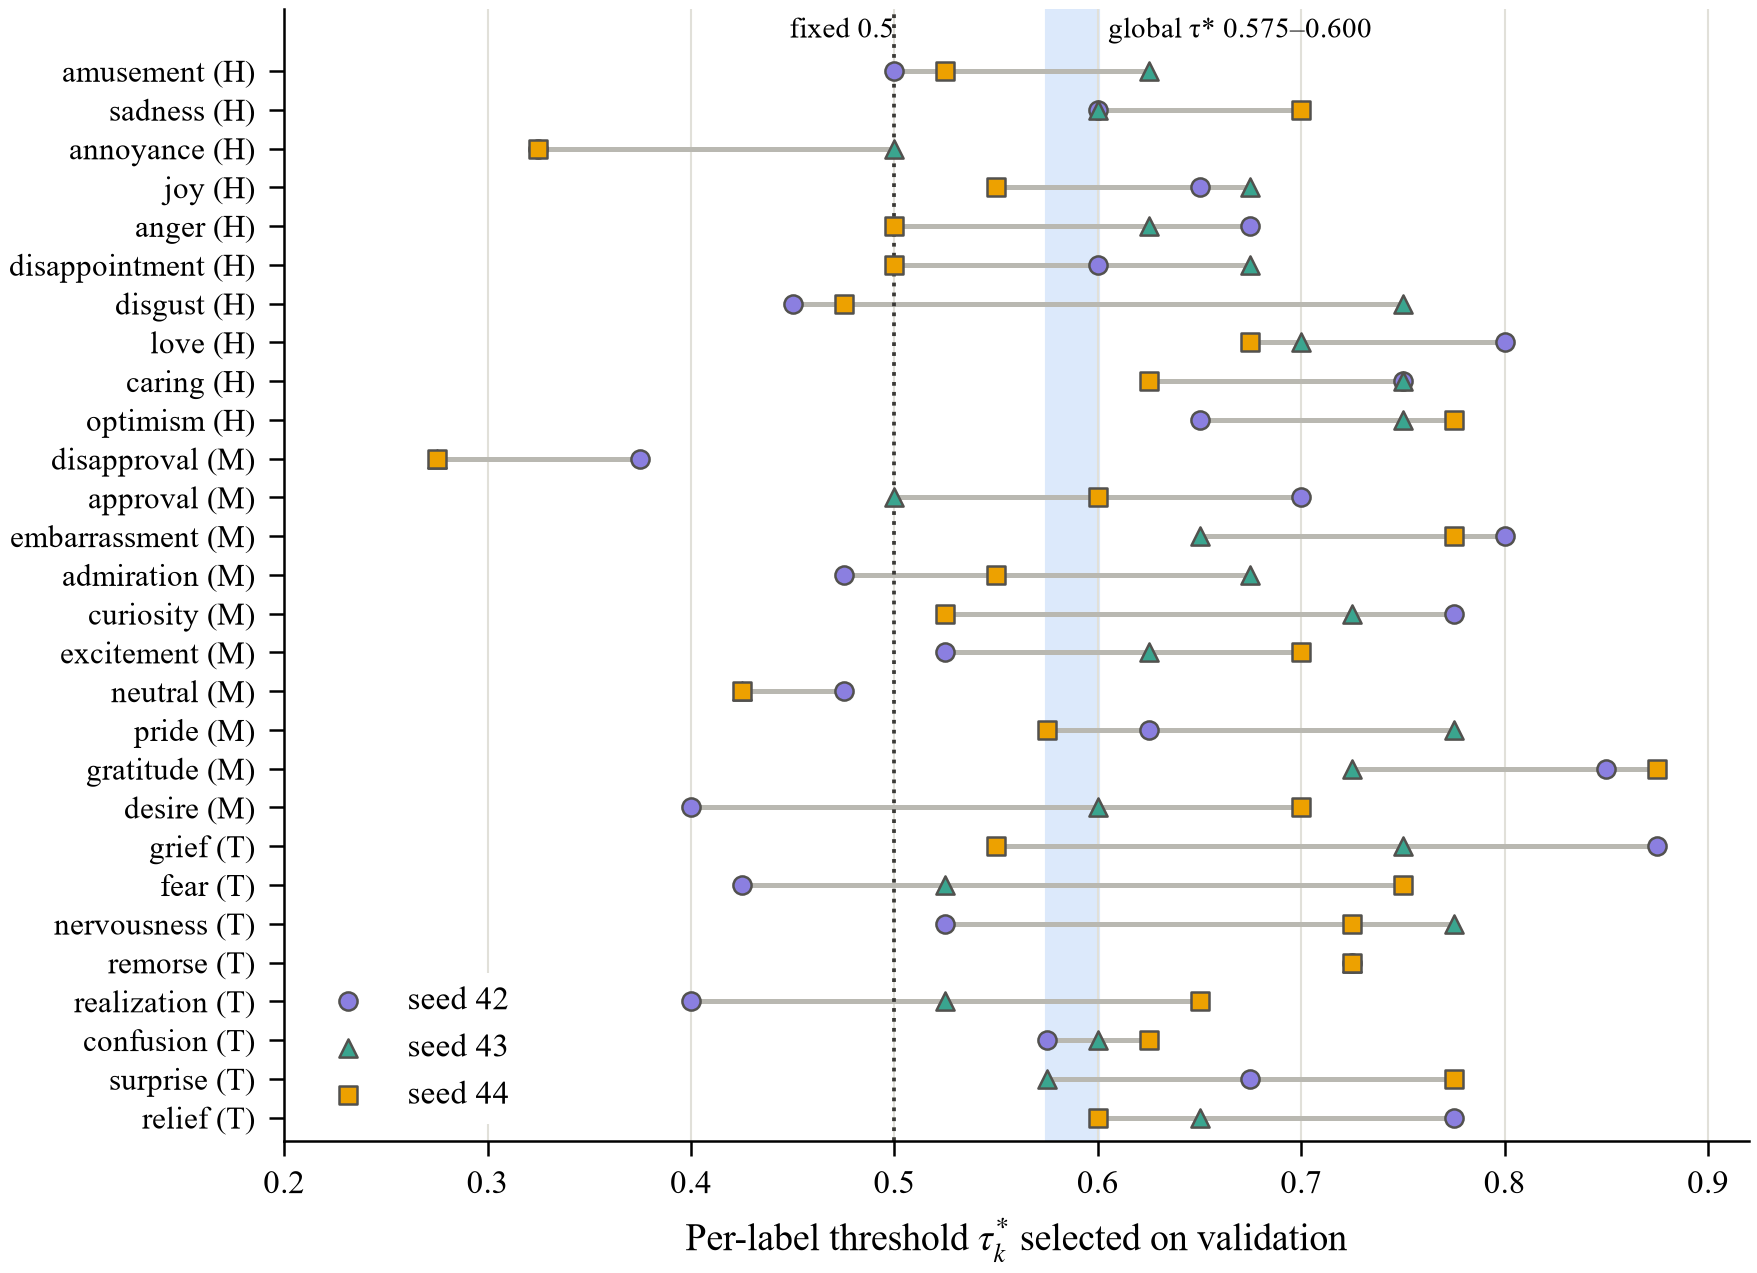 fixed 0.5
global τ* 0.575–0.600
amusement (H)
sadness (H)
annoyance (H)
joy (H)
anger (H)
disappointment (H)
disgust (H)
love (H)
caring (H)
optimism (H)
disapproval (M)
approval (M)
embarrassment (M)
admiration (M)
curiosity (M)
excitement (M)
neutral (M)
pride (M)
gratitude (M)
desire (M)
grief (T)
fear (T)
nervousness (T)
remorse (T)
realization (T)
confusion (T)
surprise (T)
relief (T)
seed 42
seed 43
seed 44
0.2 0.3 0.4 0.5 0.6 0.7 0.8 0.9
Per-label threshold τ*k selected on validation